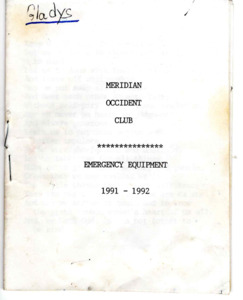 Gladys
MERIDIAN
OCCIDENT
CLUB
***************
EMERGENCY EQUIPMENT
1991 - 1992